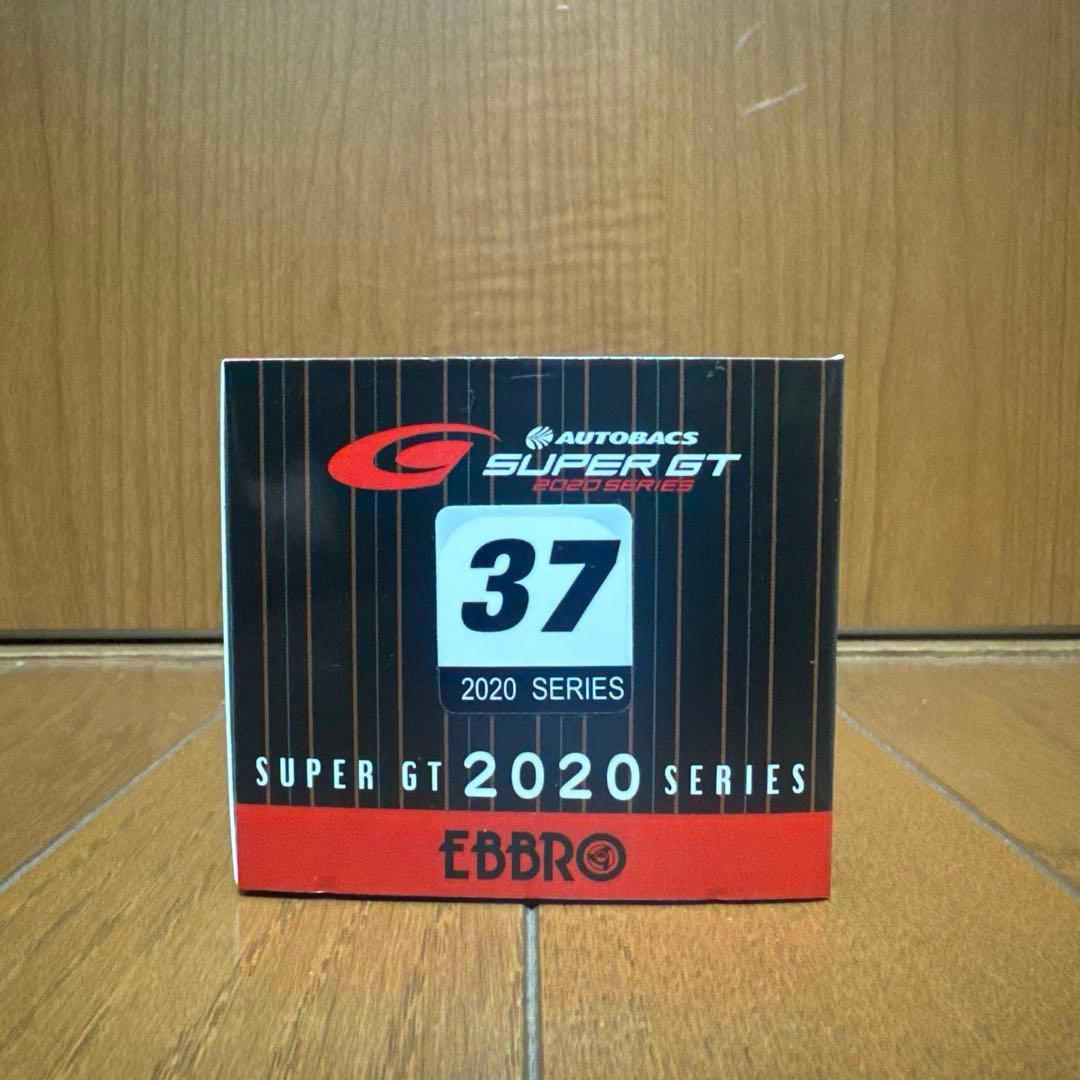 AUTOBACS
SUPER GT
2020 SERIES
37
2020 SERIES
SUPER GT 2020 SERIES
EBBRO